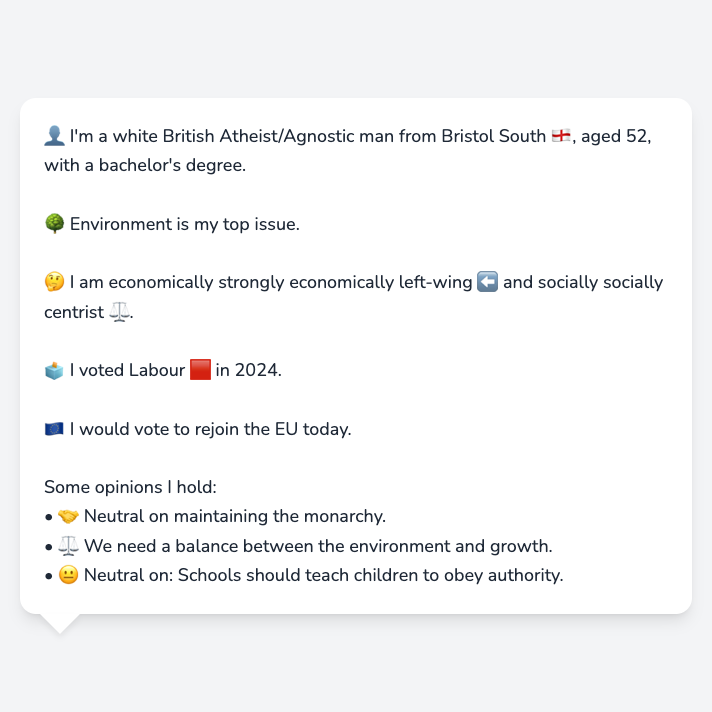 👤 I'm a white British Atheist/Agnostic man from Bristol South 🏴󠁧󠁢󠁥󠁮󠁧󠁿, aged 52,
with a bachelor's degree.
🌳 Environment is my top issue.
🤔 I am economically strongly economically left-wing ⬅️ and socially socially
centrist ⚖️.
🗳️ I voted Labour 🟥 in 2024.
🇪🇺 I would vote to rejoin the EU today.
Some opinions I hold:
• 🤝 Neutral on maintaining the monarchy.
• ⚖️ We need a balance between the environment and growth.
• 😐 Neutral on: Schools should teach children to obey authority.